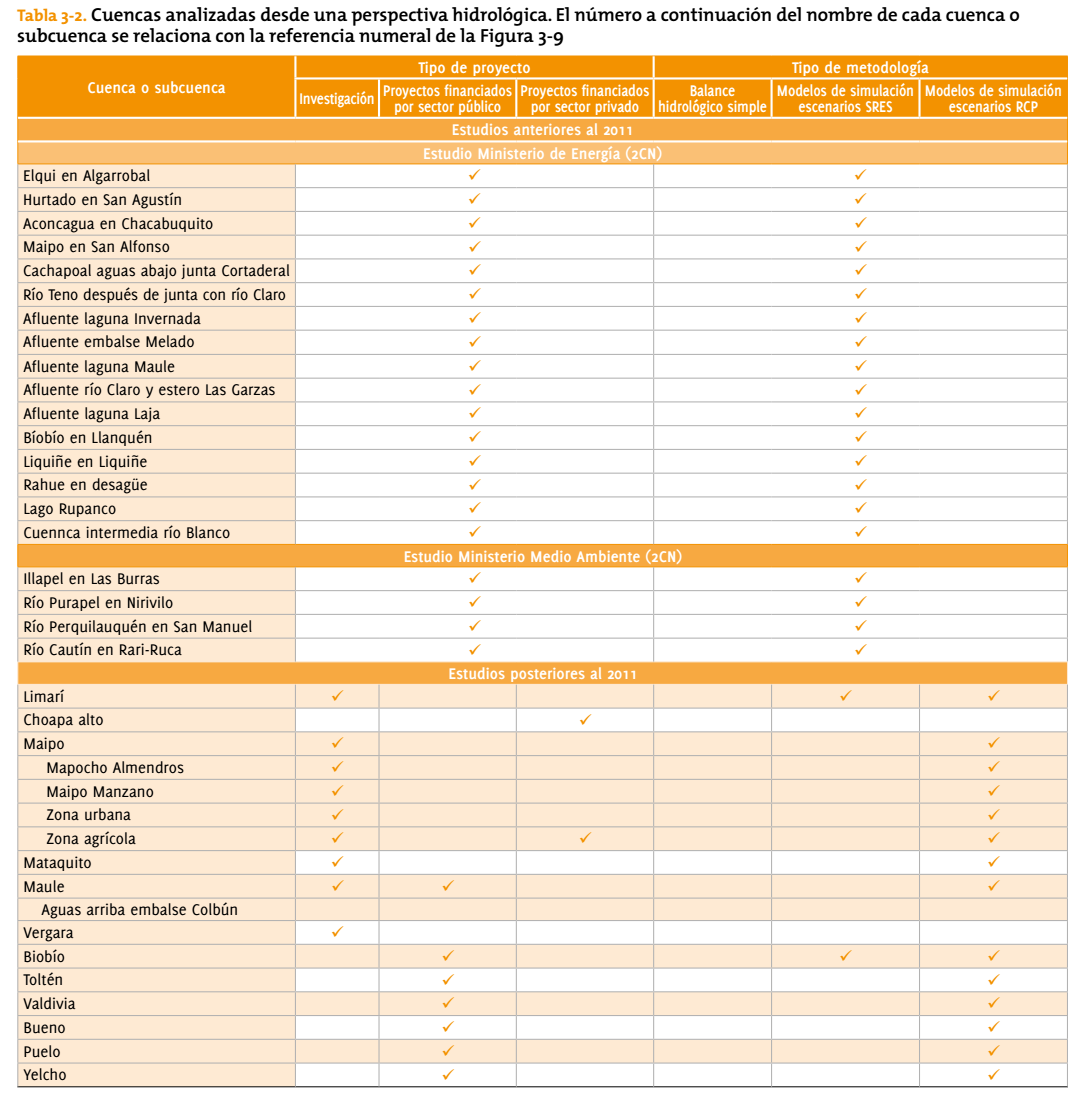 Tabla 3-2. Cuencas analizadas desde una perspectiva hidrológica. El número a continuación del nombre de cada cuenca o
subcuenca se relaciona con la referencia numeral de la Figura 3-9
Cuenca o subcuenca
Tipo de proyecto
Tipo de metodología
Investigación
Proyectos financiados
por sector público
Proyectos financiados
por sector privado
Balance
hidrológico simple
Modelos de simulación
escenarios SRES
Modelos de simulación
escenarios RCP
Estudios anteriores al 2011
Estudio Ministerio de Energía (2CN)
Elqui en Algarrobal ✓ ✓
Hurtado en San Agustín ✓ ✓
Aconcagua en Chacabuquito ✓ ✓
Maipo en San Alfonso ✓ ✓
Cachapoal aguas abajo junta Cortaderal ✓ ✓
Río Teno después de junta con río Claro ✓ ✓
Afluente laguna Invernada ✓ ✓
Afluente embalse Melado ✓ ✓
Afluente laguna Maule ✓ ✓
Afluente río Claro y estero Las Garzas ✓ ✓
Afluente laguna Laja ✓ ✓
Bíobío en Llanquén ✓ ✓
Liquiñe en Liquiñe ✓ ✓
Rahue en desagüe ✓ ✓
Lago Rupanco ✓ ✓
Cuennca intermedia río Blanco ✓ ✓
Estudio Ministerio Medio Ambiente (2CN)
Illapel en Las Burras ✓ ✓
Río Purapel en Nirivilo ✓ ✓
Río Perquilauquén en San Manuel ✓ ✓
Río Cautín en Rari-Ruca ✓ ✓
Estudios posteriores al 2011
Limarí ✓ ✓ ✓
Choapa alto ✓
Maipo ✓ ✓
Mapocho Almendros ✓ ✓
Maipo Manzano ✓ ✓
Zona urbana ✓ ✓
Zona agrícola ✓ ✓ ✓
Mataquito ✓ ✓
Maule ✓ ✓ ✓
Aguas arriba embalse Colbún
Vergara ✓
Biobío ✓ ✓ ✓
Toltén ✓ ✓
Valdivia ✓ ✓
Bueno ✓ ✓
Puelo ✓ ✓
Yelcho ✓ ✓